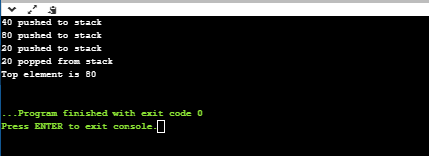 40 pushed to stack
80 pushed to stack
20 pushed to stack
20 popped from stack
Top element is 80
...Program finished with exit code 0
Press ENTER to exit console.